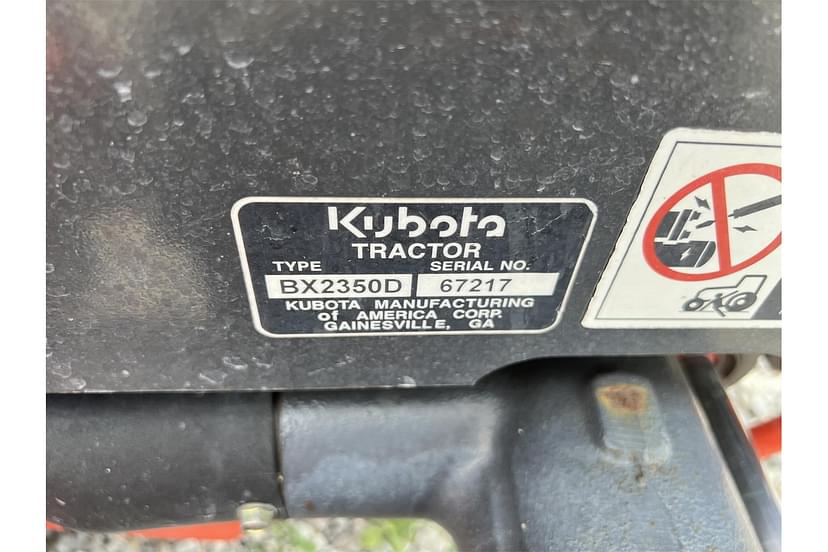 Kubota
TRACTOR
TYPE SERIAL NO.
BX2350D 67217
KUBOTA MANUFACTURING
of AMERICA CORP.
GAINESVILLE, GA